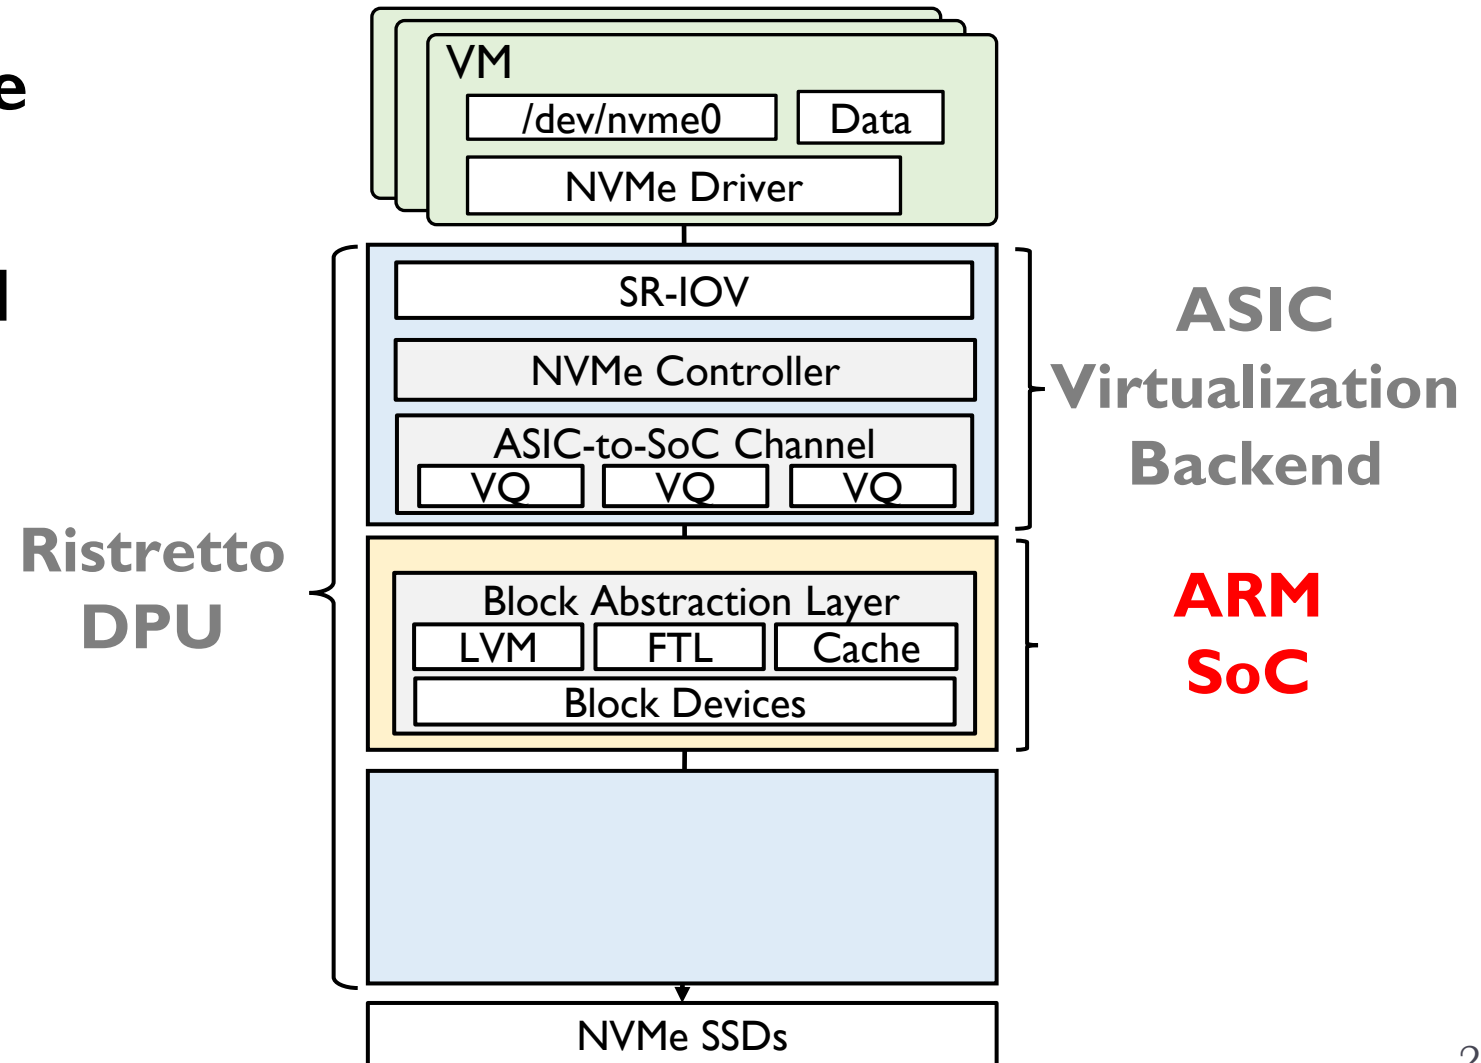 e
VM
/dev/nvme0
Data
NVMe Driver
SR-IOV
NVMe Controller
ASIC-to-SoC Channel
VQ
VQ
VQ
ASIC
Virtualization
Backend
Ristretto
DPU
Block Abstraction Layer
LVM
FTL
Cache
Block Devices
ARM
SoC
NVMe SSDs